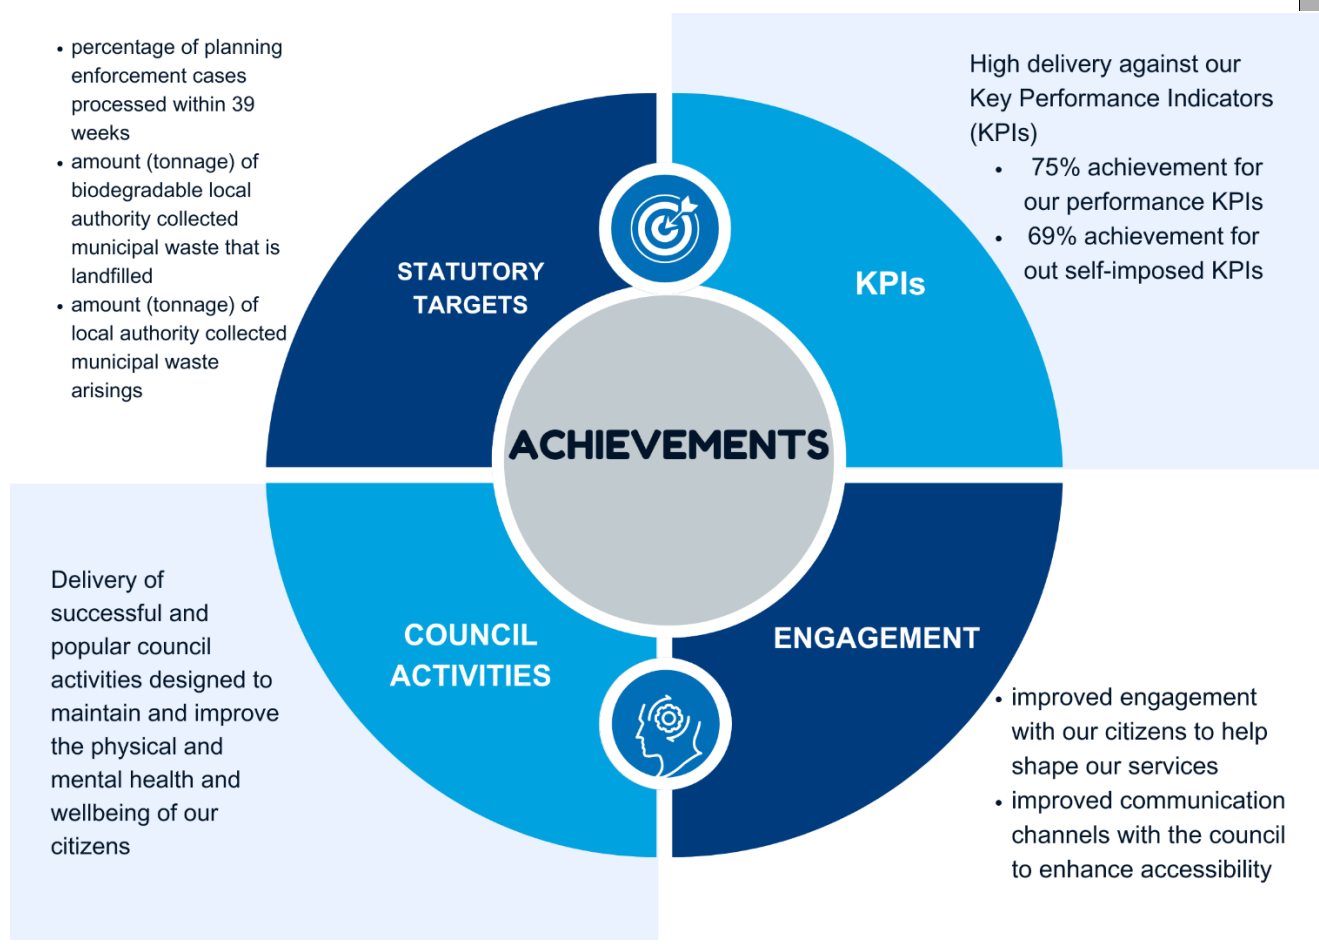 • percentage of planning
enforcement cases
processed within 39
weeks
• amount (tonnage) of
biodegradable local
authority collected
municipal waste that is
landfilled
• amount (tonnage) of
local authority collected
municipal waste
arisings
STATUTORY
TARGETS
High delivery against our
Key Performance Indicators
(KPIs)
• 75% achievement for
our performance KPIs
• 69% achievement for
out self-imposed KPIs
KPIs
ACHIEVEMENTS
Delivery of
successful and
popular council
activities designed to
maintain and improve
the physical and
mental health and
wellbeing of our
citizens
COUNCIL
ACTIVITIES
ENGAGEMENT
• improved engagement
with our citizens to help
shape our services
• improved communication
channels with the council
to enhance accessibility